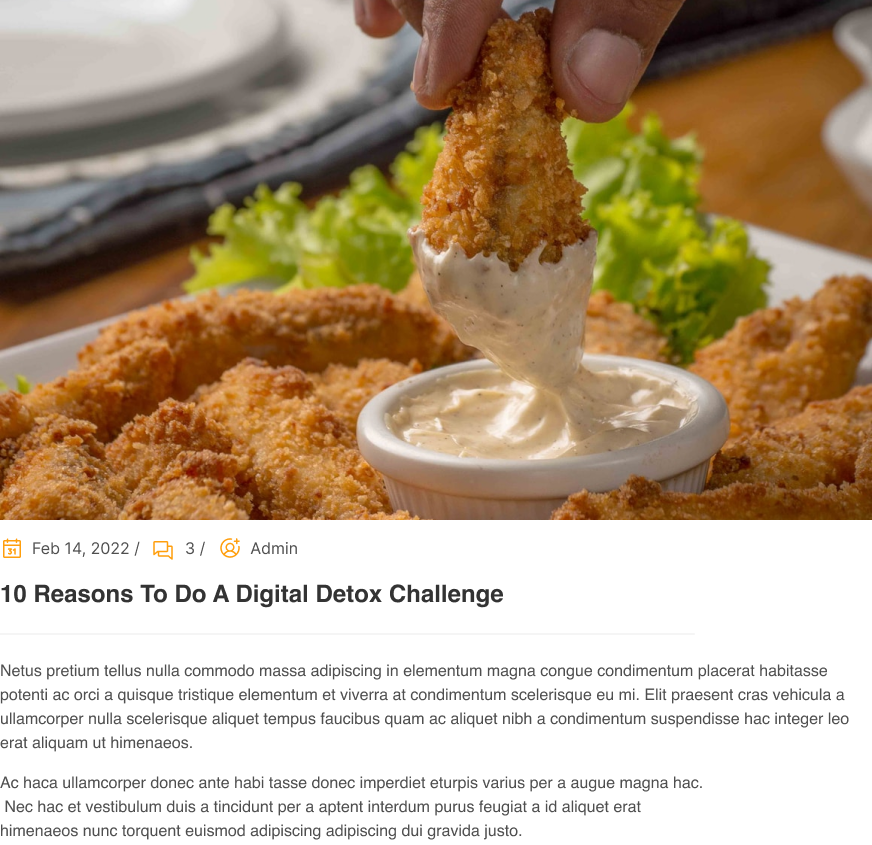 31 Feb 14, 2022 / 3 / Admin
10 Reasons To Do A Digital Detox Challenge
Netus pretium tellus nulla commodo massa adipiscing in elementum magna congue condimentum placerat habitasse
potenti ac orci a quisque tristique elementum et viverra at condimentum scelerisque eu mi. Elit praesent cras vehicula a
ullamcorper nulla scelerisque aliquet tempus faucibus quam ac aliquet nibh a condimentum suspendisse hac integer leo
erat aliquam ut himenaeos.
Ac haca ullamcorper donec ante habi tasse donec imperdiet eturpis varius per a augue magna hac.
Nec hac et vestibulum duis a tincidunt per a aptent interdum purus feugiat a id aliquet erat
himenaeos nunc torquent euismod adipiscing adipiscing dui gravida justo.